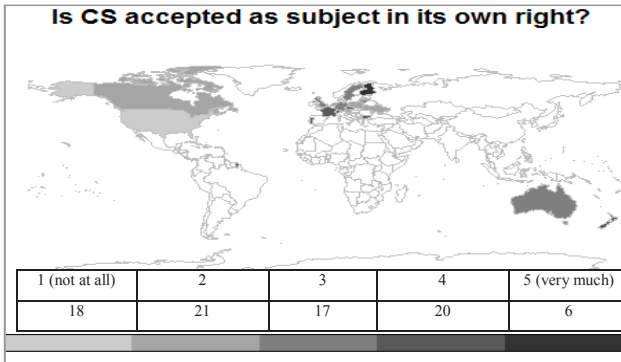 Is CS accepted as subject in its own right?
1 (not at all) 2 3 4 5 (very much)
18 21 17 20 6